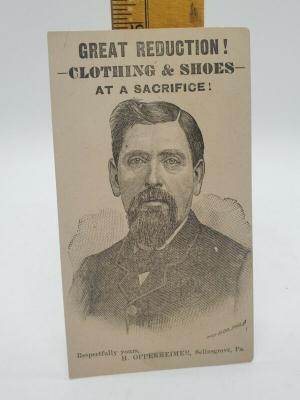 GREAT REDUCTION!
—CLOTHING & SHOES—
AT A SACRIFICE!
Respectfully yours,
H. OPPENHEIMER, Selinsgrove, Pa.